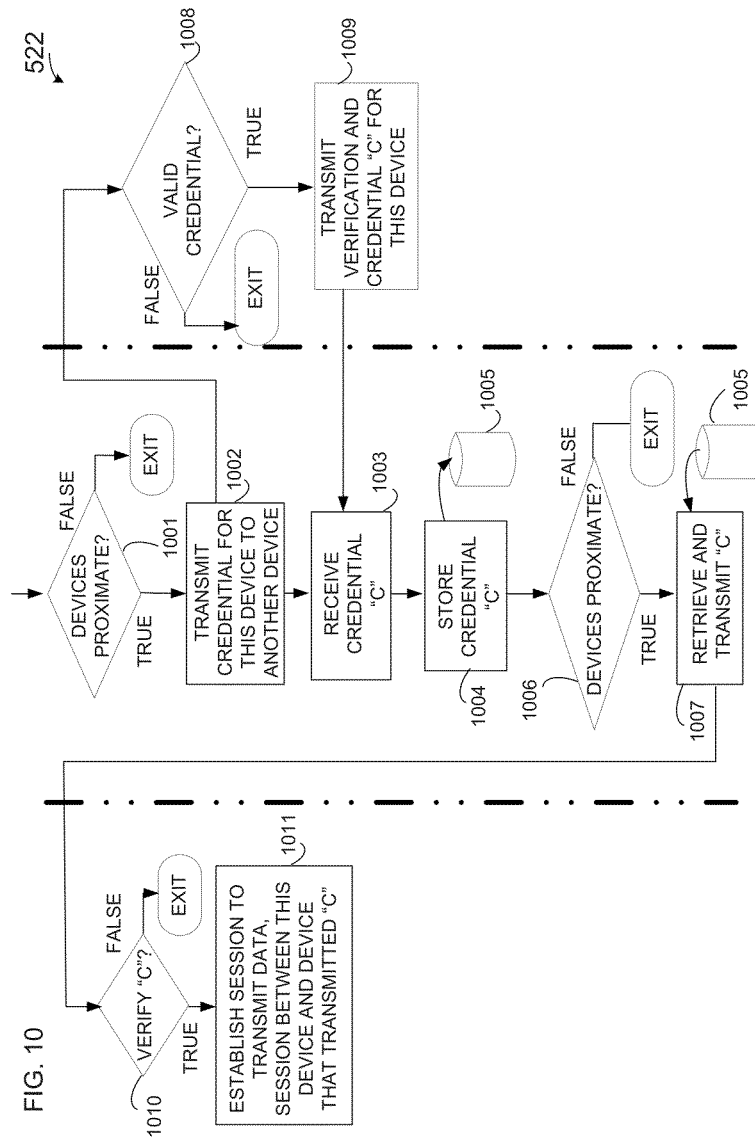 FIG. 10
522
VERIFY "C"?
1010
FALSE
EXIT
TRUE
ESTABLISH SESSION TO
TRANSMIT DATA,
SESSION BETWEEN THIS
DEVICE AND DEVICE
THAT TRANSMITTED "C"
1011
DEVICES
PROXIMATE?
1001
FALSE
EXIT
TRUE
TRANSMIT
CREDENTIAL FOR
THIS DEVICE TO
ANOTHER DEVICE
1002
RECEIVE
CREDENTIAL
"C"
1003
STORE
CREDENTIAL
"C"
1004
1005
DEVICES PROXIMATE?
1006
FALSE
EXIT
TRUE
RETRIEVE AND
TRANSMIT "C"
1007
1005
VALID
CREDENTIAL?
1008
FALSE
EXIT
TRUE
TRANSMIT
VERIFICATION AND
CREDENTIAL "C" FOR
THIS DEVICE
1009